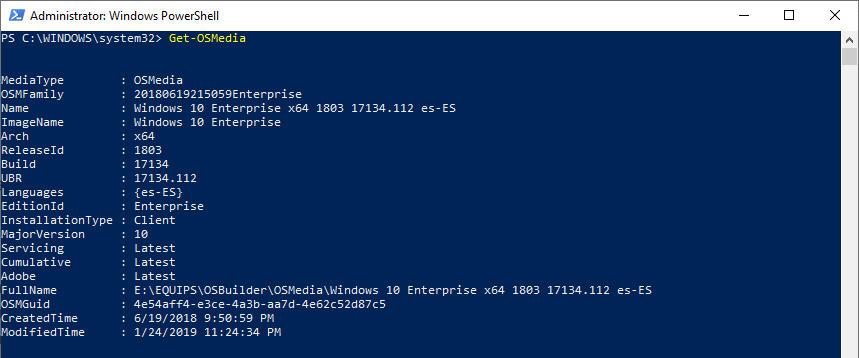 Administrator: Windows PowerShell
PS C:\WINDOWS\system32> Get-OSMedia
MediaType : OSMedia
OSMFamily : 20180619215059Enterprise
Name : Windows 10 Enterprise x64 1803 17134.112 es-ES
ImageName : Windows 10 Enterprise
Arch : x64
ReleaseId : 1803
Build : 17134
UBR : 17134.112
Languages : {es-ES}
EditionId : Enterprise
InstallationType : Client
MajorVersion : 10
Servicing : Latest
Cumulative : Latest
Adobe : Latest
FullName : E:\EQUIPS\OSBuilder\OSMedia\Windows 10 Enterprise x64 1803 17134.112 es-ES
OSMGuid : 4e54aff4-e3ce-4a3b-aa7d-4e62c52d87c5
CreatedTime : 6/19/2018 9:50:59 PM
ModifiedTime : 1/24/2019 11:24:34 PM